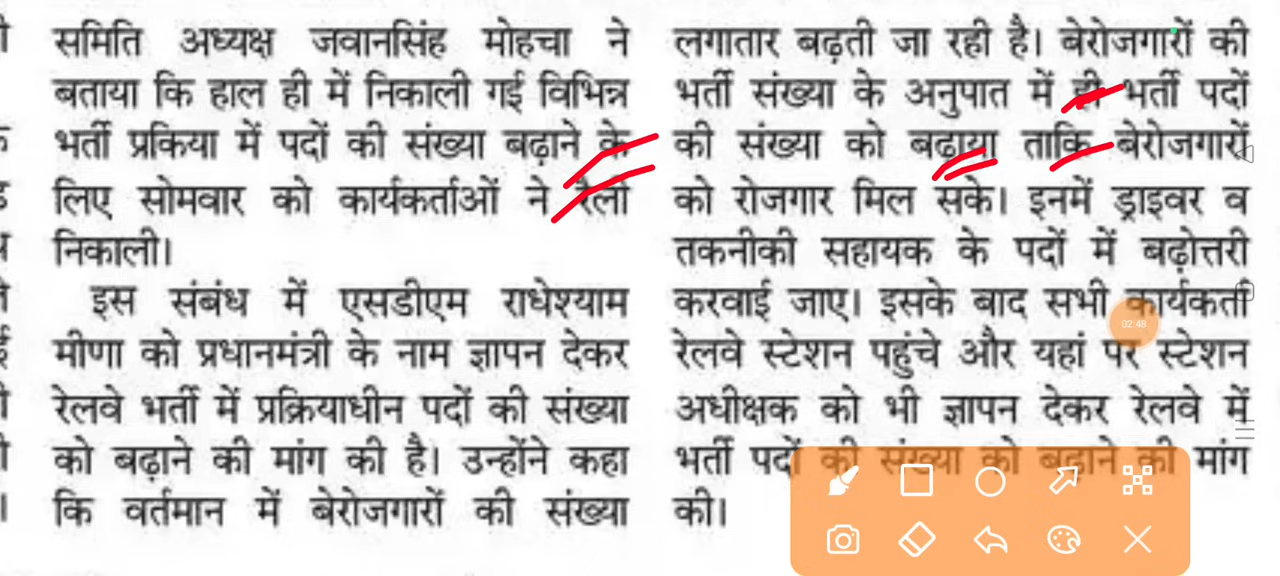 समिति अध्यक्ष जवानसिंह मोहचा ने
बताया कि हाल ही में निकाली गई विभिन्न
भर्ती प्रकिया में पदों की संख्या बढ़ाने के
लिए सोमवार को कार्यकर्ताओं ने रैली
निकाली।
इस संबंध में एसडीएम राधेश्याम
मीणा को प्रधानमंत्री के नाम ज्ञापन देकर
रेलवे भर्ती में प्रक्रियाधीन पदों की संख्या
को बढ़ाने की मांग की है। उन्होंने कहा
कि वर्तमान में बेरोजगारों की संख्या
लगातार बढ़ती जा रही है। बेरोजगारों की
भर्ती संख्या के अनुपात में ही भर्ती पदों
की संख्या को बढ़ाया ताकि बेरोजगारों
को रोजगार मिल सके। इनमें ड्राइवर व
तकनीकी सहायक के पदों में बढ़ोत्तरी
करवाई जाए। इसके बाद सभी कार्यकर्ता
रेलवे स्टेशन पहुंचे और यहां पर स्टेशन
अधीक्षक को भी ज्ञापन देकर रेलवे में
भर्ती पदों की संख्या को बढ़ाने की मांग
की।
02:48